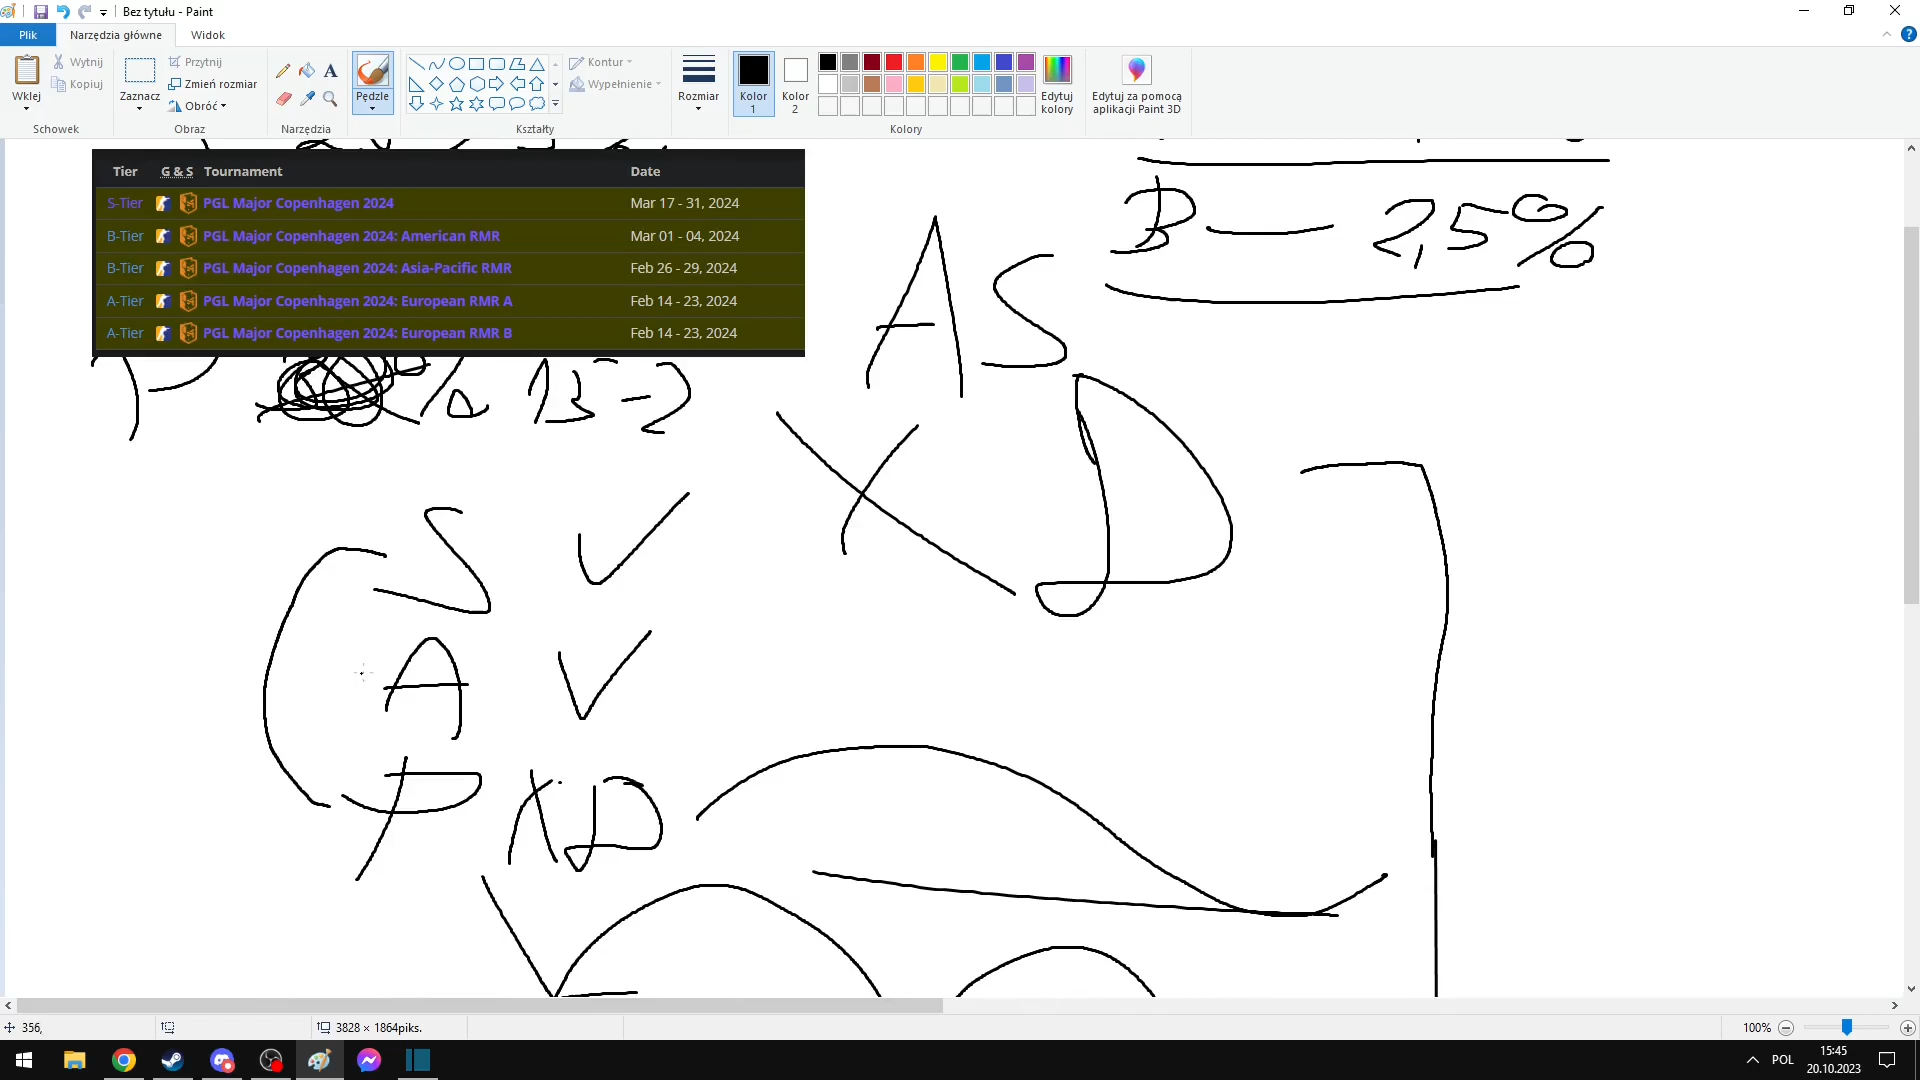 Bez tytułu - Paint
Plik Narzędzia główne Widok
Wklej
Wytnij
Kopiuj
Schowek
Zaznacz
Przytnij
Zmień rozmiar
Obróć
Obraz
A
Narzędzia
Pędzle
Kształty
Kontur
Wypełnienie
Rozmiar
Kolor 1
Kolor 2
Edytuj kolory
Kolory
Edytuj za pomocą aplikacji Paint 3D
Tier G & S Tournament Date
S-Tier PGL Major Copenhagen 2024 Mar 17 - 31, 2024
B-Tier PGL Major Copenhagen 2024: American RMR Mar 01 - 04, 2024
B-Tier PGL Major Copenhagen 2024: Asia-Pacific RMR Feb 26 - 29, 2024
A-Tier PGL Major Copenhagen 2024: European RMR A Feb 14 - 23, 2024
A-Tier PGL Major Copenhagen 2024: European RMR B Feb 14 - 23, 2024
B — 2,5%
AS
XD
S
A
XD
356,
3828 × 1864piks.
100%
POL
15:45
20.10.2023